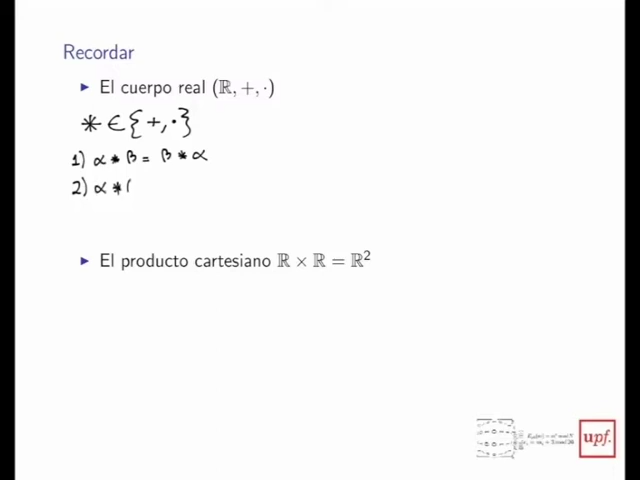 Recordar
► El cuerpo real (ℝ, +, ·)
* ∈ {+, ·}
1) α * β = β * α
2) α * (
► El producto cartesiano ℝ × ℝ = ℝ²
upf.